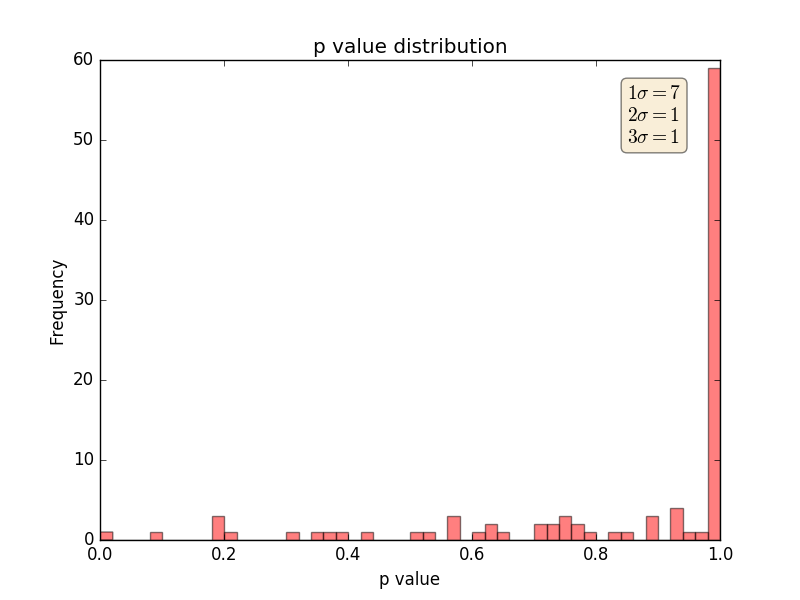 p value distribution
60
50
40
30
20
10
0
Frequency
1σ = 7
2σ = 1
3σ = 1
0.0 0.2 0.4 0.6 0.8 1.0
p value